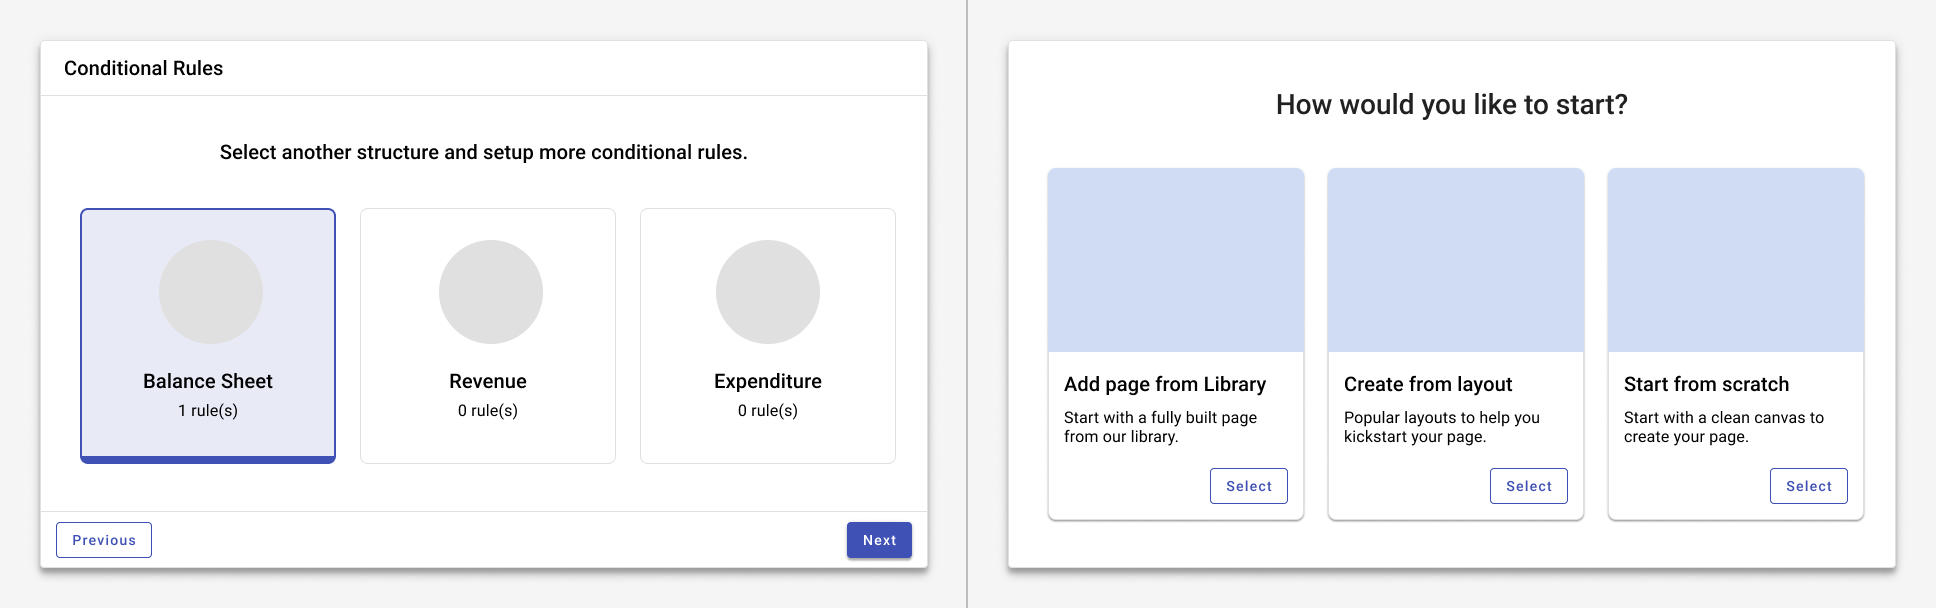 Conditional Rules
Select another structure and setup more conditional rules.
Balance Sheet
1 rule(s)
Revenue
0 rule(s)
Expenditure
0 rule(s)
Previous
Next
How would you like to start?
Add page from Library
Start with a fully built page
from our library.
Select
Create from layout
Popular layouts to help you
kickstart your page.
Select
Start from scratch
Start with a clean canvas to
create your page.
Select